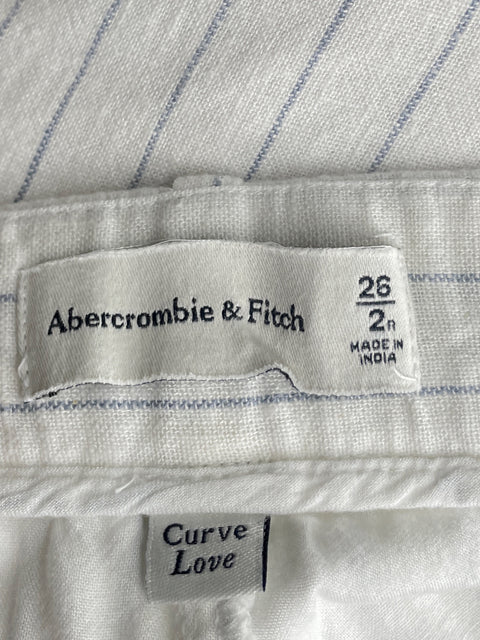 Abercrombie & Fitch
26
2R
MADE IN
INDIA
Curve
Love